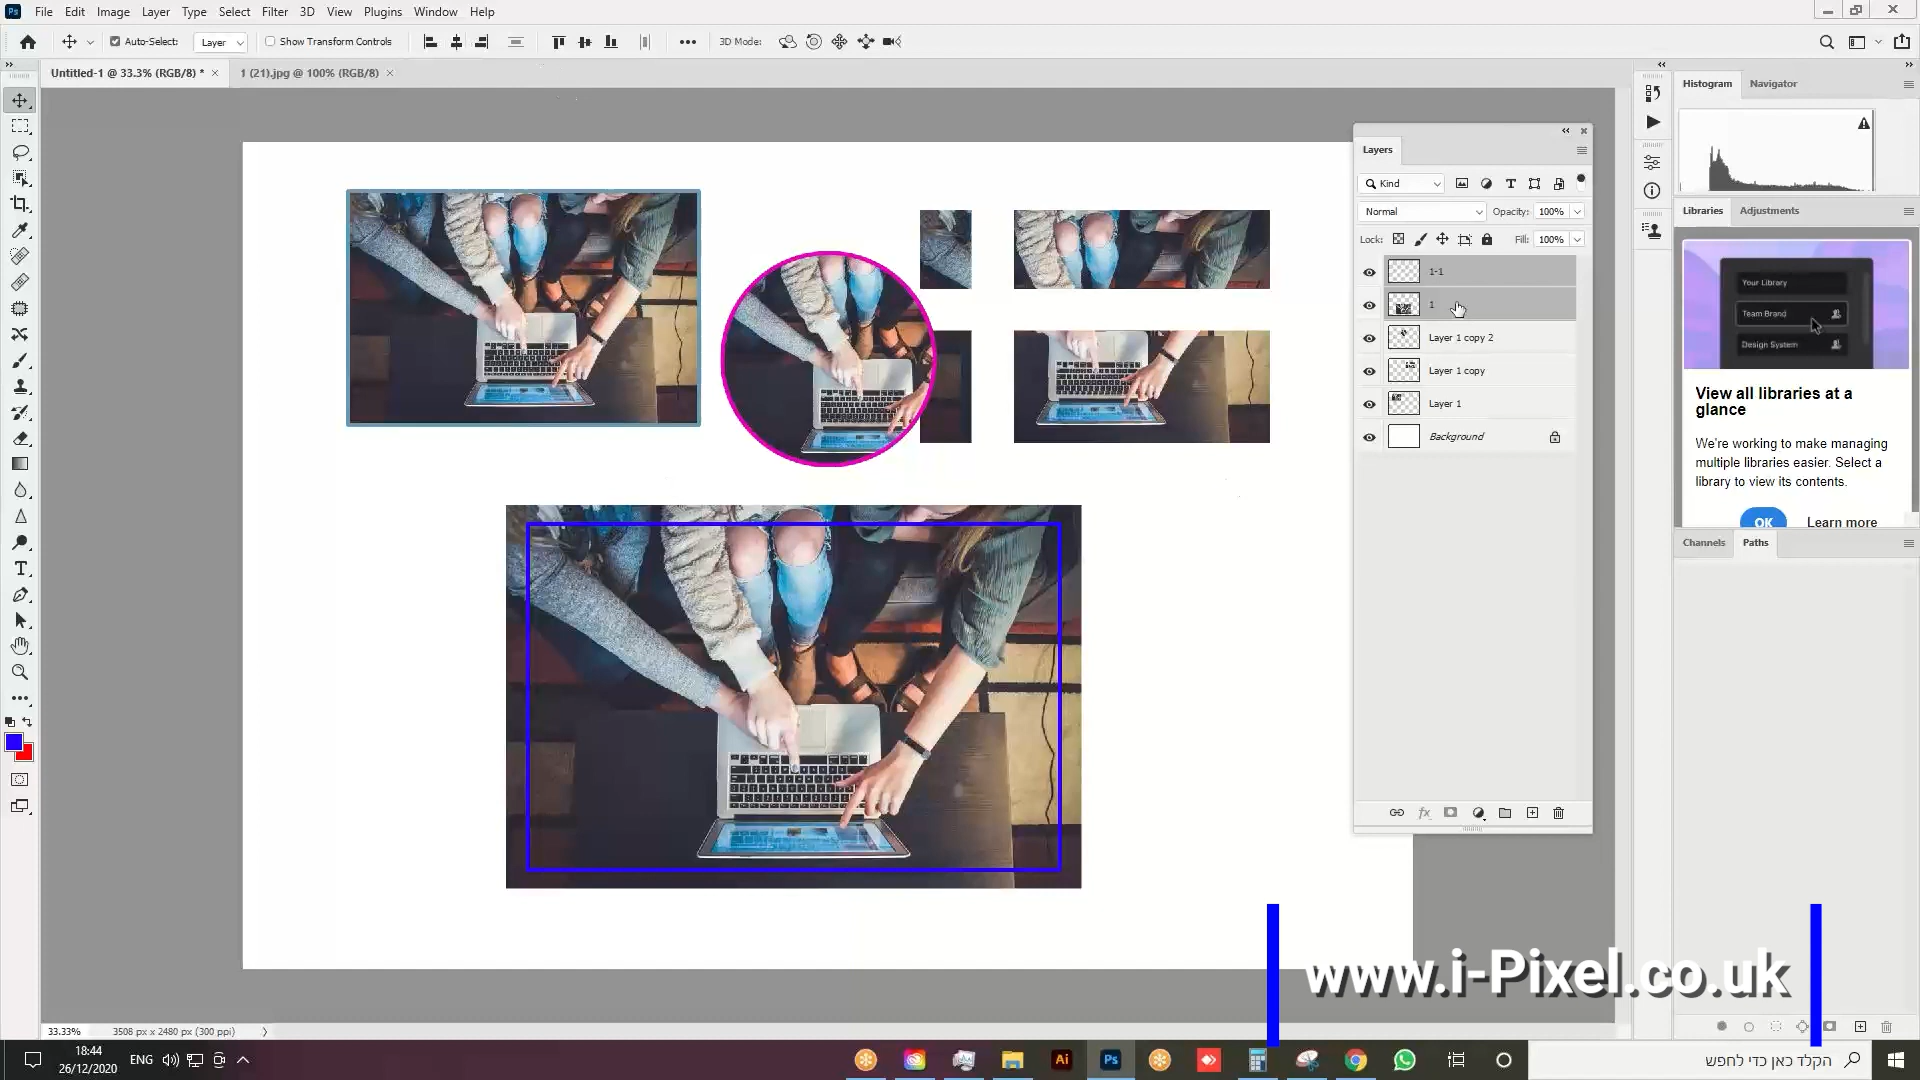 Ps File Edit Image Layer Type Select Filter 3D View Plugins Window Help
Auto-Select: Layer Show Transform Controls 3D Mode:
Untitled-1 @ 33.3% (RGB/8) * 1 (21).jpg @ 100% (RGB/8)
Histogram Navigator
Layers
Kind
Normal Opacity: 100%
Lock: Fill: 100%
1-1
1
Layer 1 copy 2
Layer 1 copy
Layer 1
Background
fx
Libraries Adjustments
Your Library
Team Brand
Design System
View all libraries at a
glance
We're working to make managing
multiple libraries easier. Select a
library to view its contents.
OK Learn more
Channels Paths
www.i-Pixel.co.uk
33.33% 3508 px x 2480 px (300 ppi)
18:44
26/12/2020
ENG
Ai Ps
הקלד כאן כדי לחפש